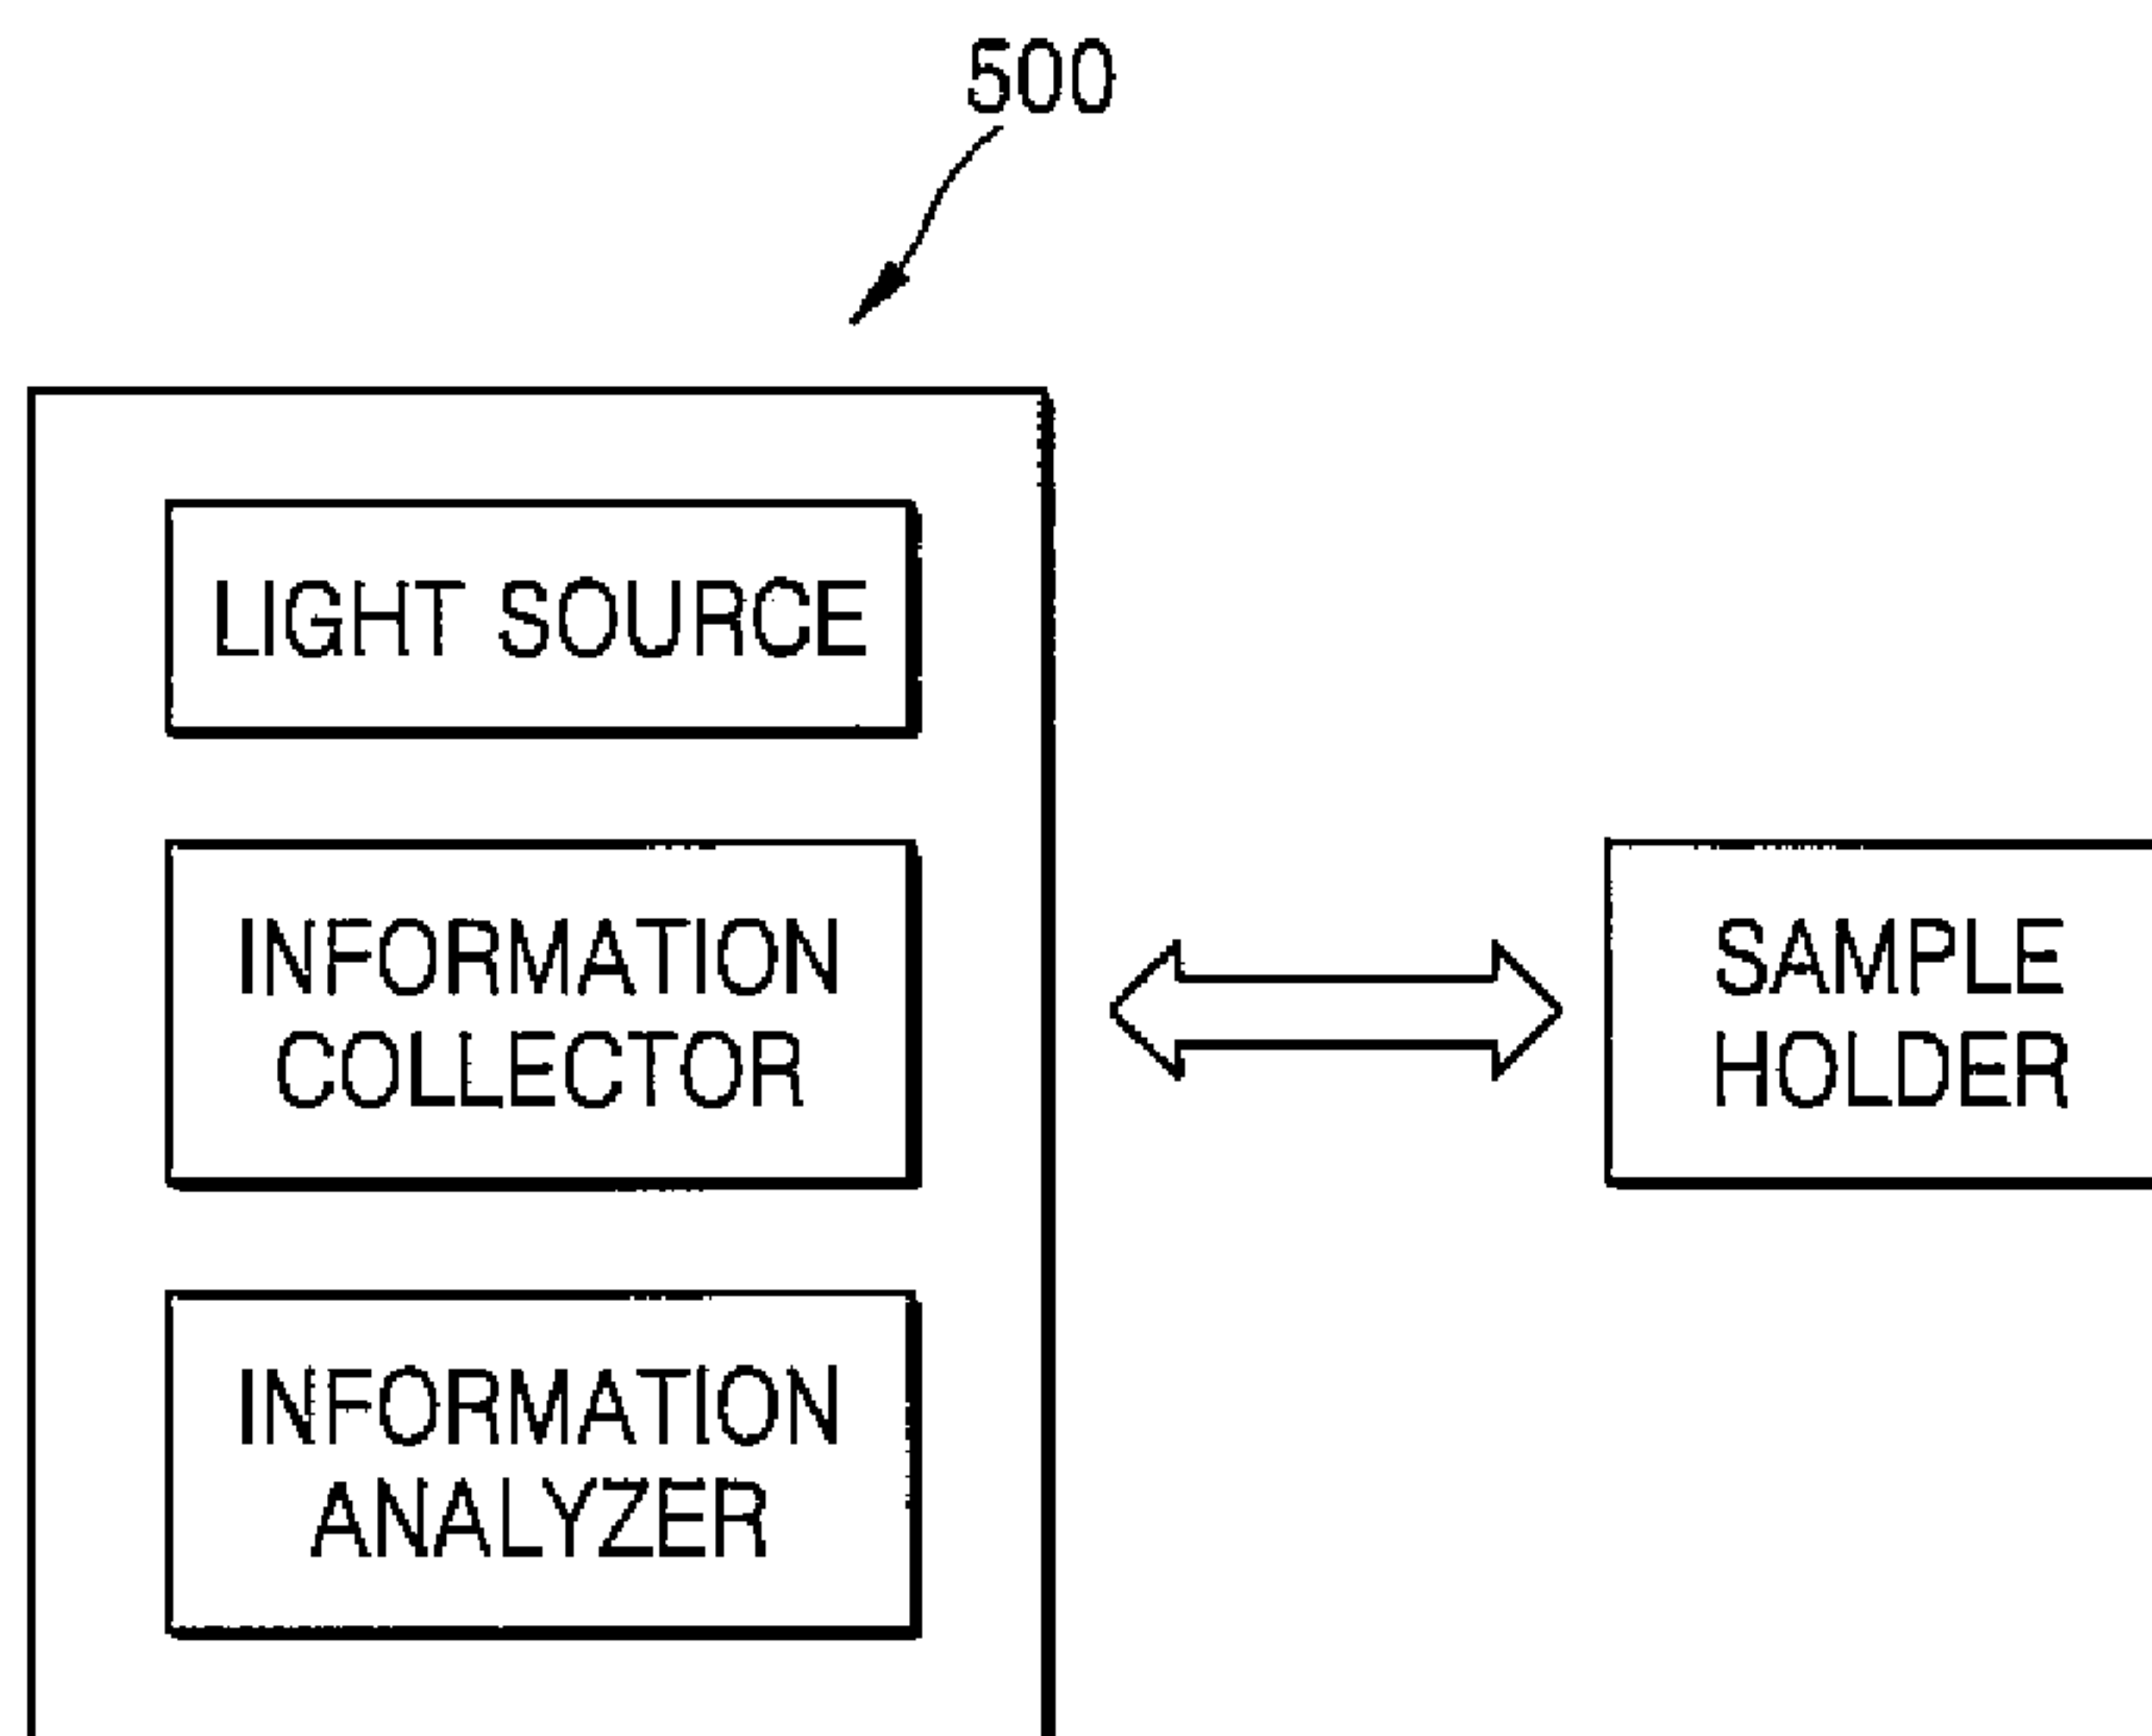 500
LIGHT SOURCE
INFORMATION
COLLECTOR
SAMPLE
HOLDER
INFORMATION
ANALYZER